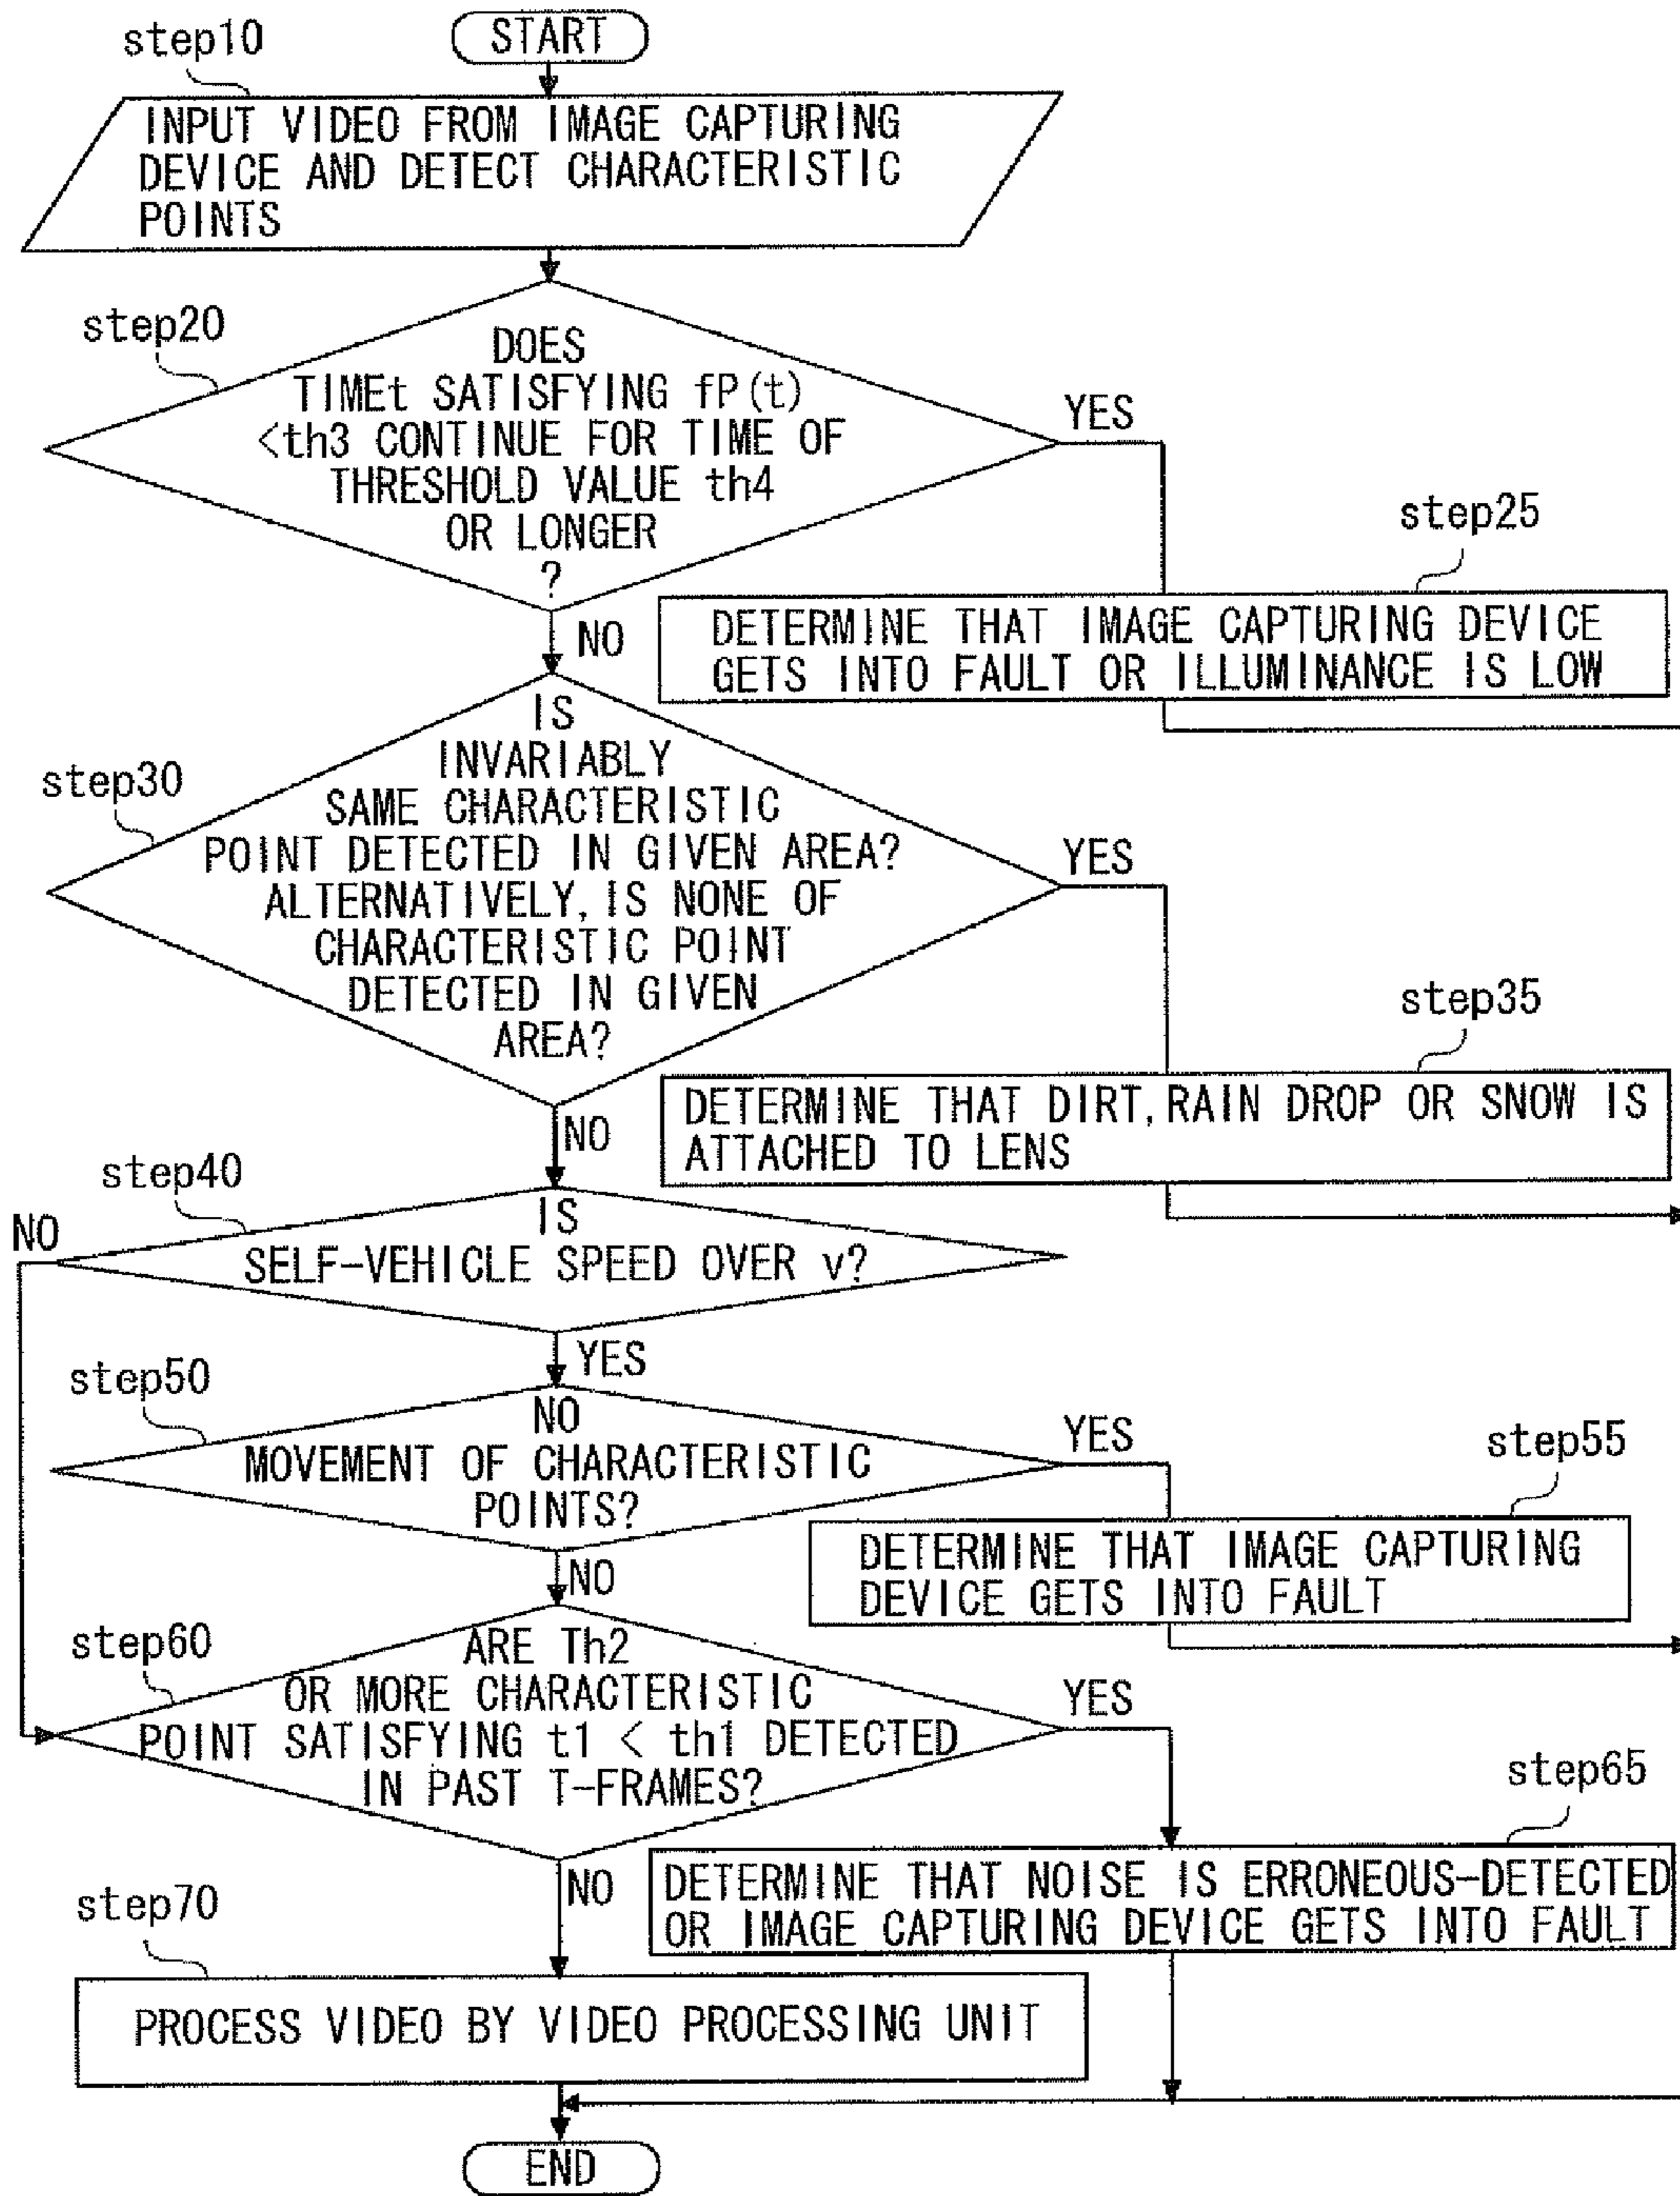 START
step10
INPUT VIDEO FROM IMAGE CAPTURING
DEVICE AND DETECT CHARACTERISTIC
POINTS
step20
DOES
TIMEt SATISFYING fP(t)
<th3 CONTINUE FOR TIME OF
THRESHOLD VALUE th4
OR LONGER
?
YES
NO
step25
DETERMINE THAT IMAGE CAPTURING DEVICE
GETS INTO FAULT OR ILLUMINANCE IS LOW
step30
IS
INVARIABLY
SAME CHARACTERISTIC
POINT DETECTED IN GIVEN AREA?
ALTERNATIVELY, IS NONE OF
CHARACTERISTIC POINT
DETECTED IN GIVEN
AREA?
YES
NO
step35
DETERMINE THAT DIRT, RAIN DROP OR SNOW IS
ATTACHED TO LENS
step40
IS
SELF-VEHICLE SPEED OVER v?
NO
YES
step50
NO
MOVEMENT OF CHARACTERISTIC
POINTS?
YES
NO
step55
DETERMINE THAT IMAGE CAPTURING
DEVICE GETS INTO FAULT
step60
ARE Th2
OR MORE CHARACTERISTIC
POINT SATISFYING t1 < th1 DETECTED
IN PAST T-FRAMES?
YES
NO
step65
DETERMINE THAT NOISE IS ERRONEOUS-DETECTED
OR IMAGE CAPTURING DEVICE GETS INTO FAULT
step70
PROCESS VIDEO BY VIDEO PROCESSING UNIT
END